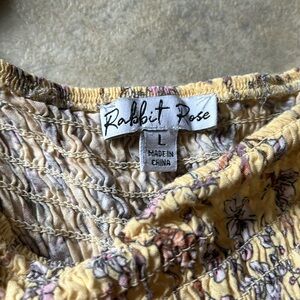 Rabbit Rose
L
MADE IN
CHINA